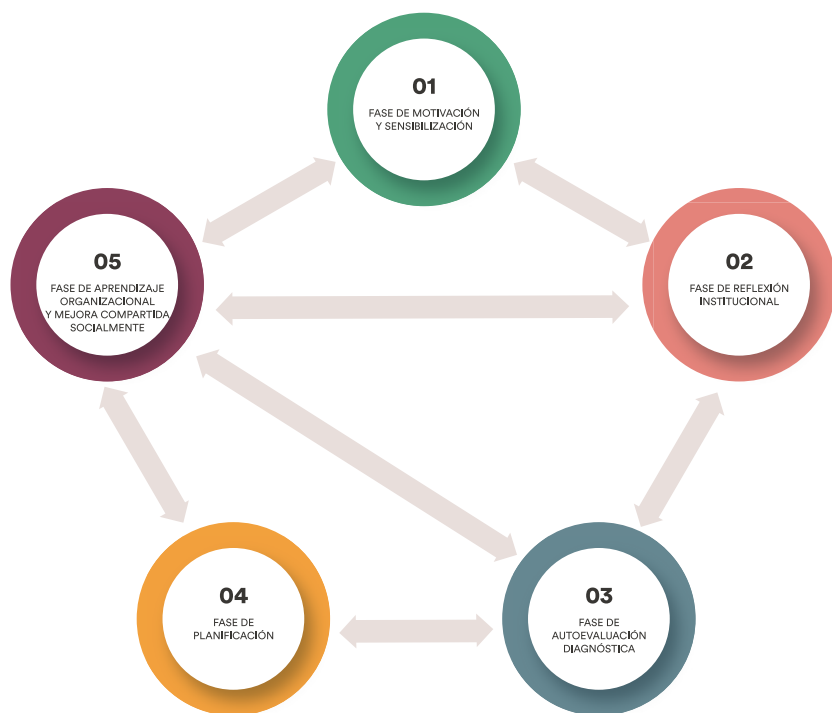 01
FASE DE MOTIVACIÓN
Y SENSIBILIZACIÓN
02
FASE DE REFLEXIÓN
INSTITUCIONAL
03
FASE DE
AUTOEVALUACIÓN
DIAGNÓSTICA
04
FASE DE
PLANIFICACIÓN
05
FASE DE APRENDIZAJE
ORGANIZACIONAL
Y MEJORA COMPARTIDA
SOCIALMENTE